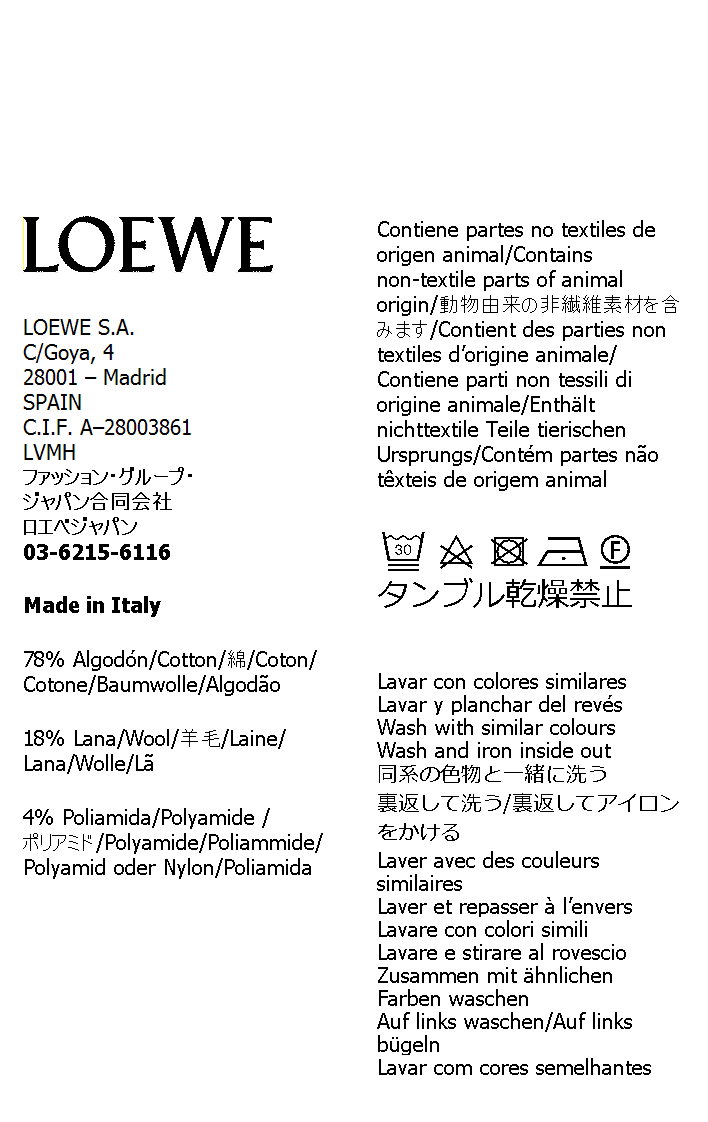 LOEWE
LOEWE S.A.
C/Goya, 4
28001 – Madrid
SPAIN
C.I.F. A–28003861
LVMH
ファッション・グループ・
ジャパン合同会社
ロエベジャパン
03-6215-6116
Made in Italy
78% Algodón/Cotton/綿/Coton/
Cotone/Baumwolle/Algodão
18% Lana/Wool/羊毛/Laine/
Lana/Wolle/Lã
4% Poliamida/Polyamide /
ポリアミド/Polyamide/Poliammide/
Polyamid oder Nylon/Poliamida
Contiene partes no textiles de
origen animal/Contains
non-textile parts of animal
origin/動物由来の非繊維素材を含
みます/Contient des parties non
textiles d’origine animale/
Contiene parti non tessili di
origine animale/Enthält
nichttextile Teile tierischen
Ursprungs/Contém partes não
têxteis de origem animal
30 F
タンブル乾燥禁止
Lavar con colores similares
Lavar y planchar del revés
Wash with similar colours
Wash and iron inside out
同系の色物と一緒に洗う
裏返して洗う/裏返してアイロン
をかける
Laver avec des couleurs
similaires
Laver et repasser à l’envers
Lavare con colori simili
Lavare e stirare al rovescio
Zusammen mit ähnlichen
Farben waschen
Auf links waschen/Auf links
bügeln
Lavar com cores semelhantes